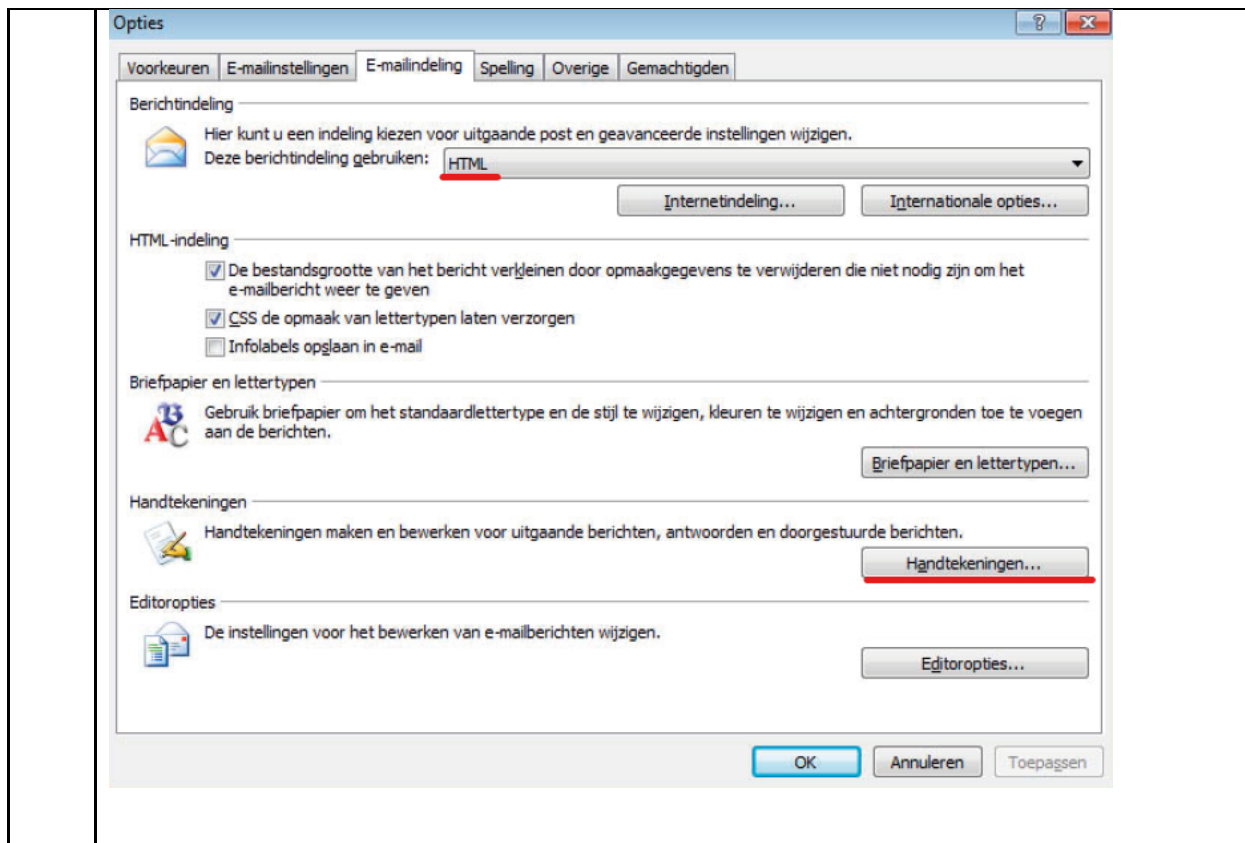 Opties
Voorkeuren E-mailinstellingen E-mailindeling Spelling Overige Gemachtigden
Berichtindeling
Hier kunt u een indeling kiezen voor uitgaande post en geavanceerde instellingen wijzigen.
Deze berichtindeling gebruiken: HTML
Internetindeling... Internationale opties...
HTML-indeling
De bestandsgrootte van het bericht verkleinen door opmaakgegevens te verwijderen die niet nodig zijn om het
e-mailbericht weer te geven
CSS de opmaak van lettertypen laten verzorgen
Infolabels opslaan in e-mail
Briefpapier en lettertypen
Gebruik briefpapier om het standaardlettertype en de stijl te wijzigen, kleuren te wijzigen en achtergronden toe te voegen
aan de berichten.
Briefpapier en lettertypen...
Handtekeningen
Handtekeningen maken en bewerken voor uitgaande berichten, antwoorden en doorgestuurde berichten.
Handtekeningen...
Editoropties
De instellingen voor het bewerken van e-mailberichten wijzigen.
Editoropties...
OK Annuleren Toepassen